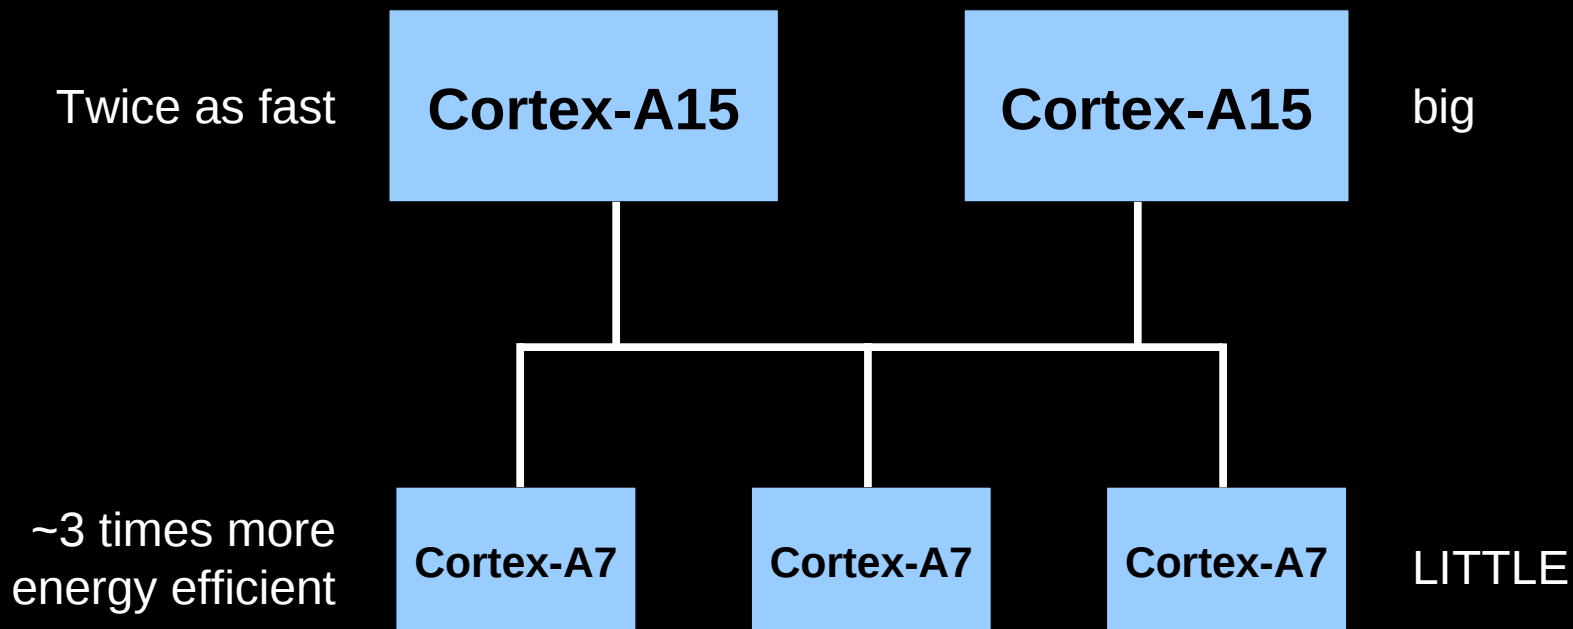 Twice as fast
Cortex-A15
Cortex-A15
big
~3 times more
energy efficient
Cortex-A7
Cortex-A7
Cortex-A7
LITTLE